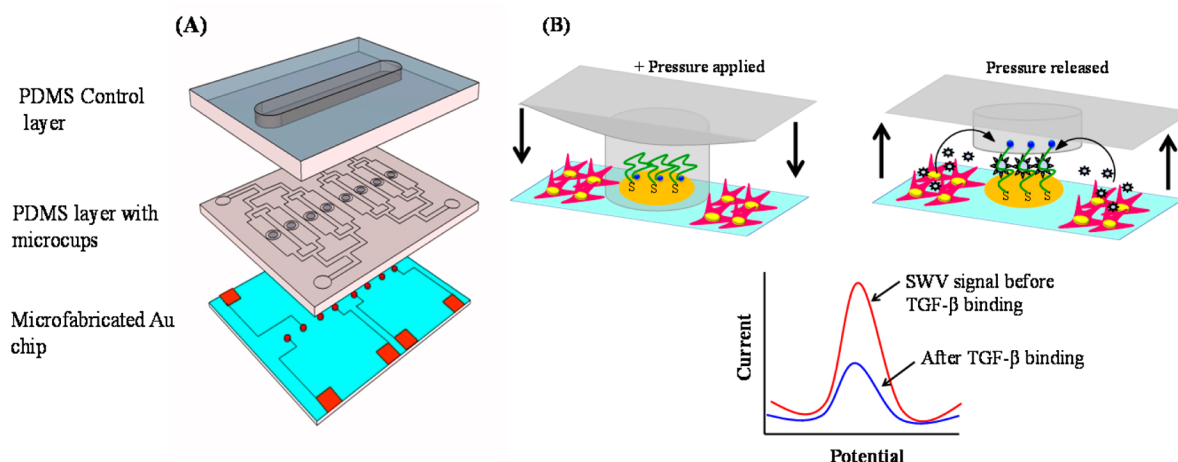 (A)
PDMS Control
layer
PDMS layer with
microcups
Microfabricated Au
chip
(B)
+ Pressure applied
S S S
Pressure released
S S S
SWV signal before
TGF-β binding
After TGF-β binding
Current
Potential